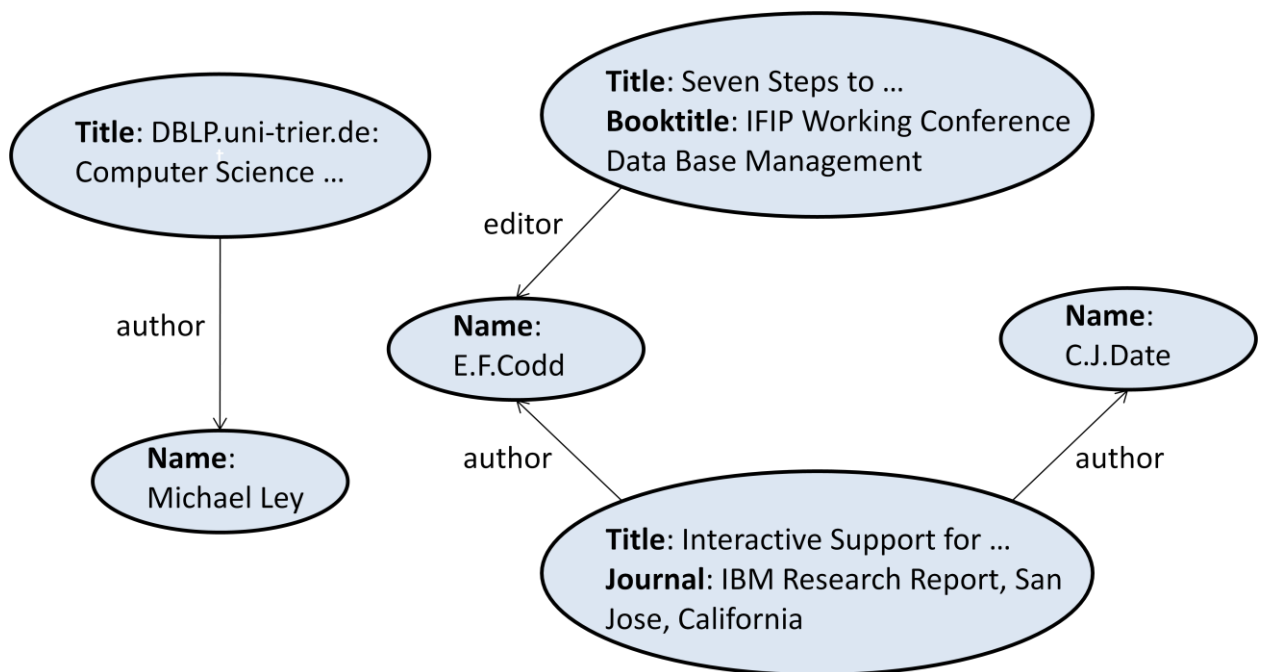 Title: DBLP.uni-trier.de:
Computer Science ...
Title: Seven Steps to ...
Booktitle: IFIP Working Conference
Data Base Management
editor
author
Name:
E.F.Codd
Name:
C.J.Date
Name:
Michael Ley
author
author
Title: Interactive Support for ...
Journal: IBM Research Report, San
Jose, California